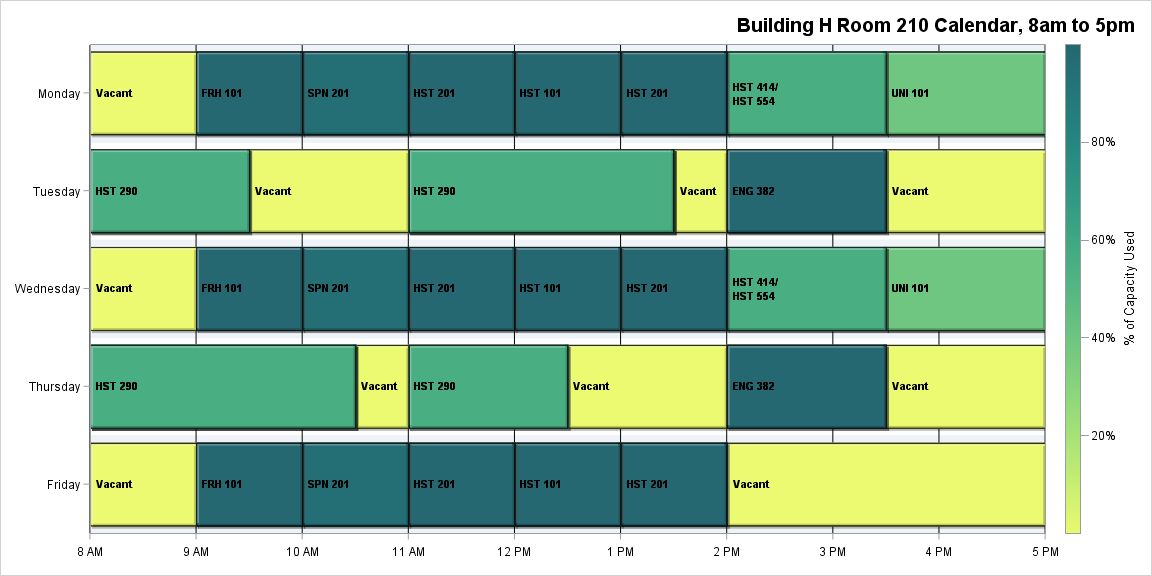 Building H Room 210 Calendar, 8am to 5pm
Monday
Vacant
FRH 101
SPN 201
HST 201
HST 101
HST 201
HST 414/
HST 554
UNI 101
Tuesday
HST 290
Vacant
HST 290
Vacant
ENG 382
Vacant
Wednesday
Vacant
FRH 101
SPN 201
HST 201
HST 101
HST 201
HST 414/
HST 554
UNI 101
Thursday
HST 290
Vacant
HST 290
Vacant
ENG 382
Vacant
Friday
Vacant
FRH 101
SPN 201
HST 201
HST 101
HST 201
Vacant
8 AM
9 AM
10 AM
11 AM
12 PM
1 PM
2 PM
3 PM
4 PM
5 PM
80%
60%
40%
20%
% of Capacity Used